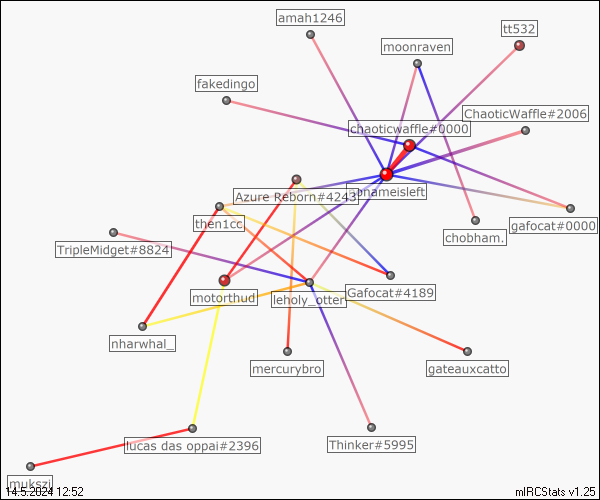 amah1246
tt532
moonraven
fakedingo
ChaoticWaffle#2006
chaoticwaffle#0000
nameisleft
Azure Reborn#4243
then1cc
gafocat#0000
chobham.
TripleMidget#8824
Gafocat#4189
motorthud
leholy_otter
nharwhal_
mercurybro
gateauxcatto
lucas das oppai#2396
Thinker#5995
mukszi
14.5.2024 12:52
mIRCStats v1.25